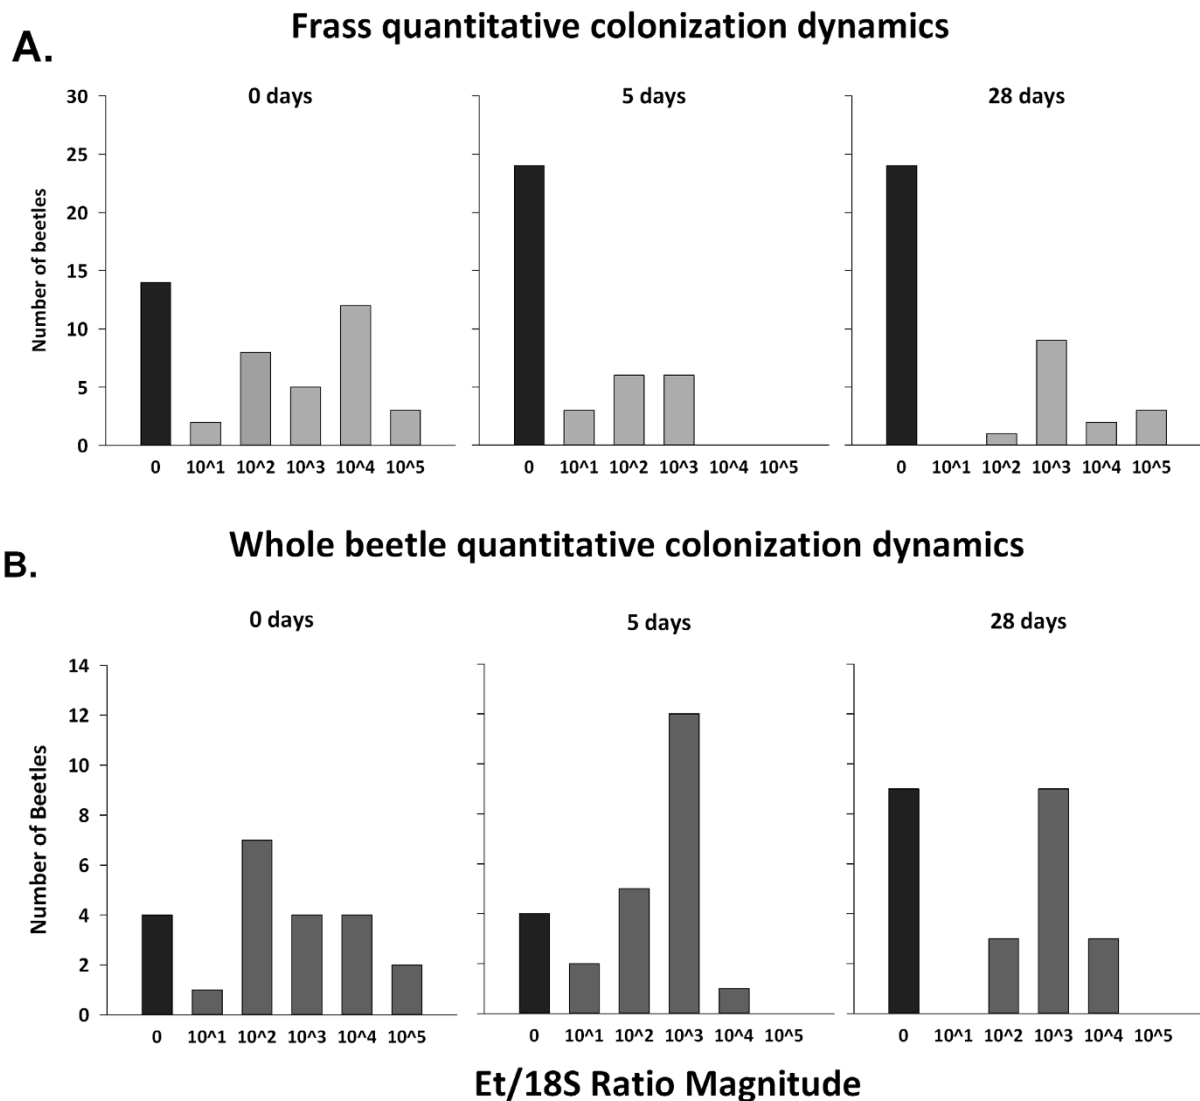 A.
Frass quantitative colonization dynamics
0 days
5 days
28 days
Number of beetles
30
25
20
15
10
5
0
0 10^1 10^2 10^3 10^4 10^5
0 10^1 10^2 10^3 10^4 10^5
0 10^1 10^2 10^3 10^4 10^5
B.
Whole beetle quantitative colonization dynamics
0 days
5 days
28 days
Number of Beetles
14
12
10
8
6
4
2
0
0 10^1 10^2 10^3 10^4 10^5
0 10^1 10^2 10^3 10^4 10^5
0 10^1 10^2 10^3 10^4 10^5
Et/18S Ratio Magnitude